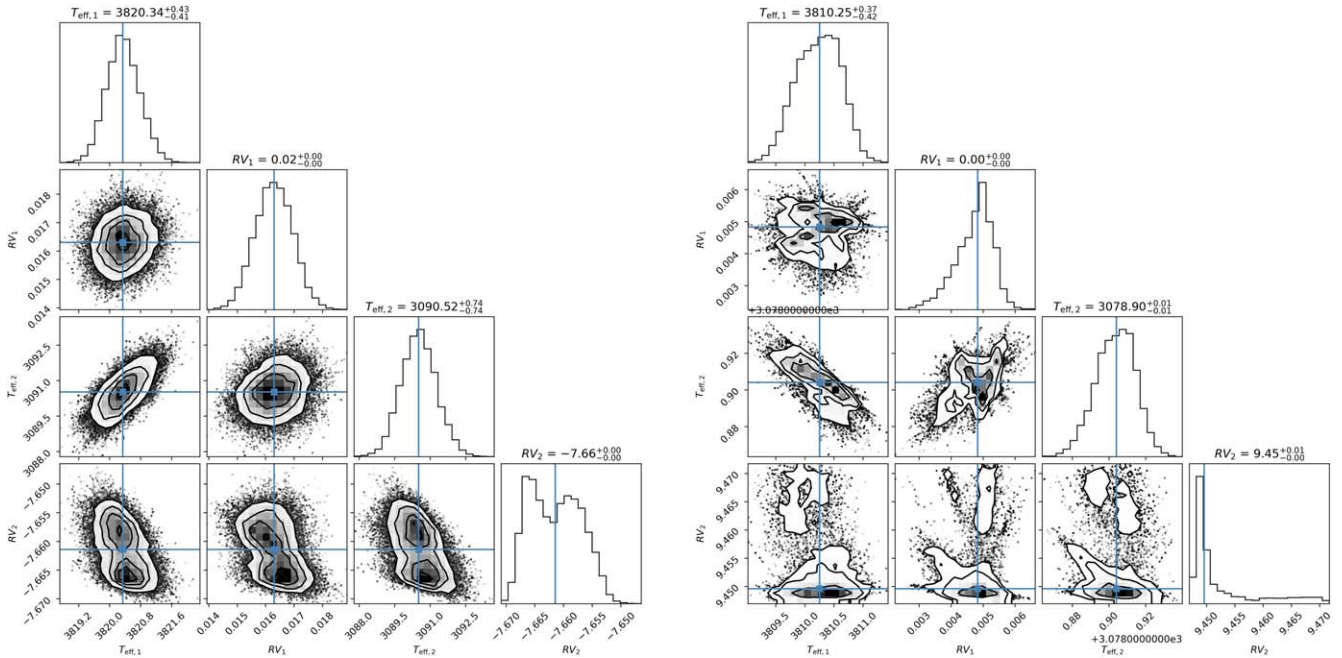 T_eff,1 = 3820.34 +0.43 −0.41
RV_1 = 0.02 +0.00 −0.00
T_eff,2 = 3090.52 +0.74 −0.74
RV_2 = −7.66 +0.00 −0.00
RV_1
0.018
0.017
0.016
0.015
0.014
T_eff,2
3092.5
3091.0
3089.5
3088.0
RV_2
−7.650
−7.655
−7.660
−7.665
−7.670
3819.2
3820.0
3820.8
3821.6
T_eff,1
0.014
0.015
0.016
0.017
0.018
RV_1
3088.0
3089.5
3091.0
3092.5
T_eff,2
−7.670
−7.665
−7.660
−7.655
−7.650
RV_2
T_eff,1 = 3810.25 +0.37 −0.42
RV_1 = 0.00 +0.00 −0.00
T_eff,2 = 3078.90 +0.01 −0.01
RV_2 = 9.45 +0.01 −0.00
RV_1
0.006
0.005
0.004
0.003
+3.0780000000e3
T_eff,2
0.92
0.90
0.88
RV_2
9.470
9.465
9.460
9.455
9.450
3809.5
3810.0
3810.5
3811.0
T_eff,1
0.003
0.004
0.005
0.006
RV_1
0.88
0.90
0.92
+3.0780000000e3
T_eff,2
9.450
9.455
9.460
9.465
9.470
RV_2